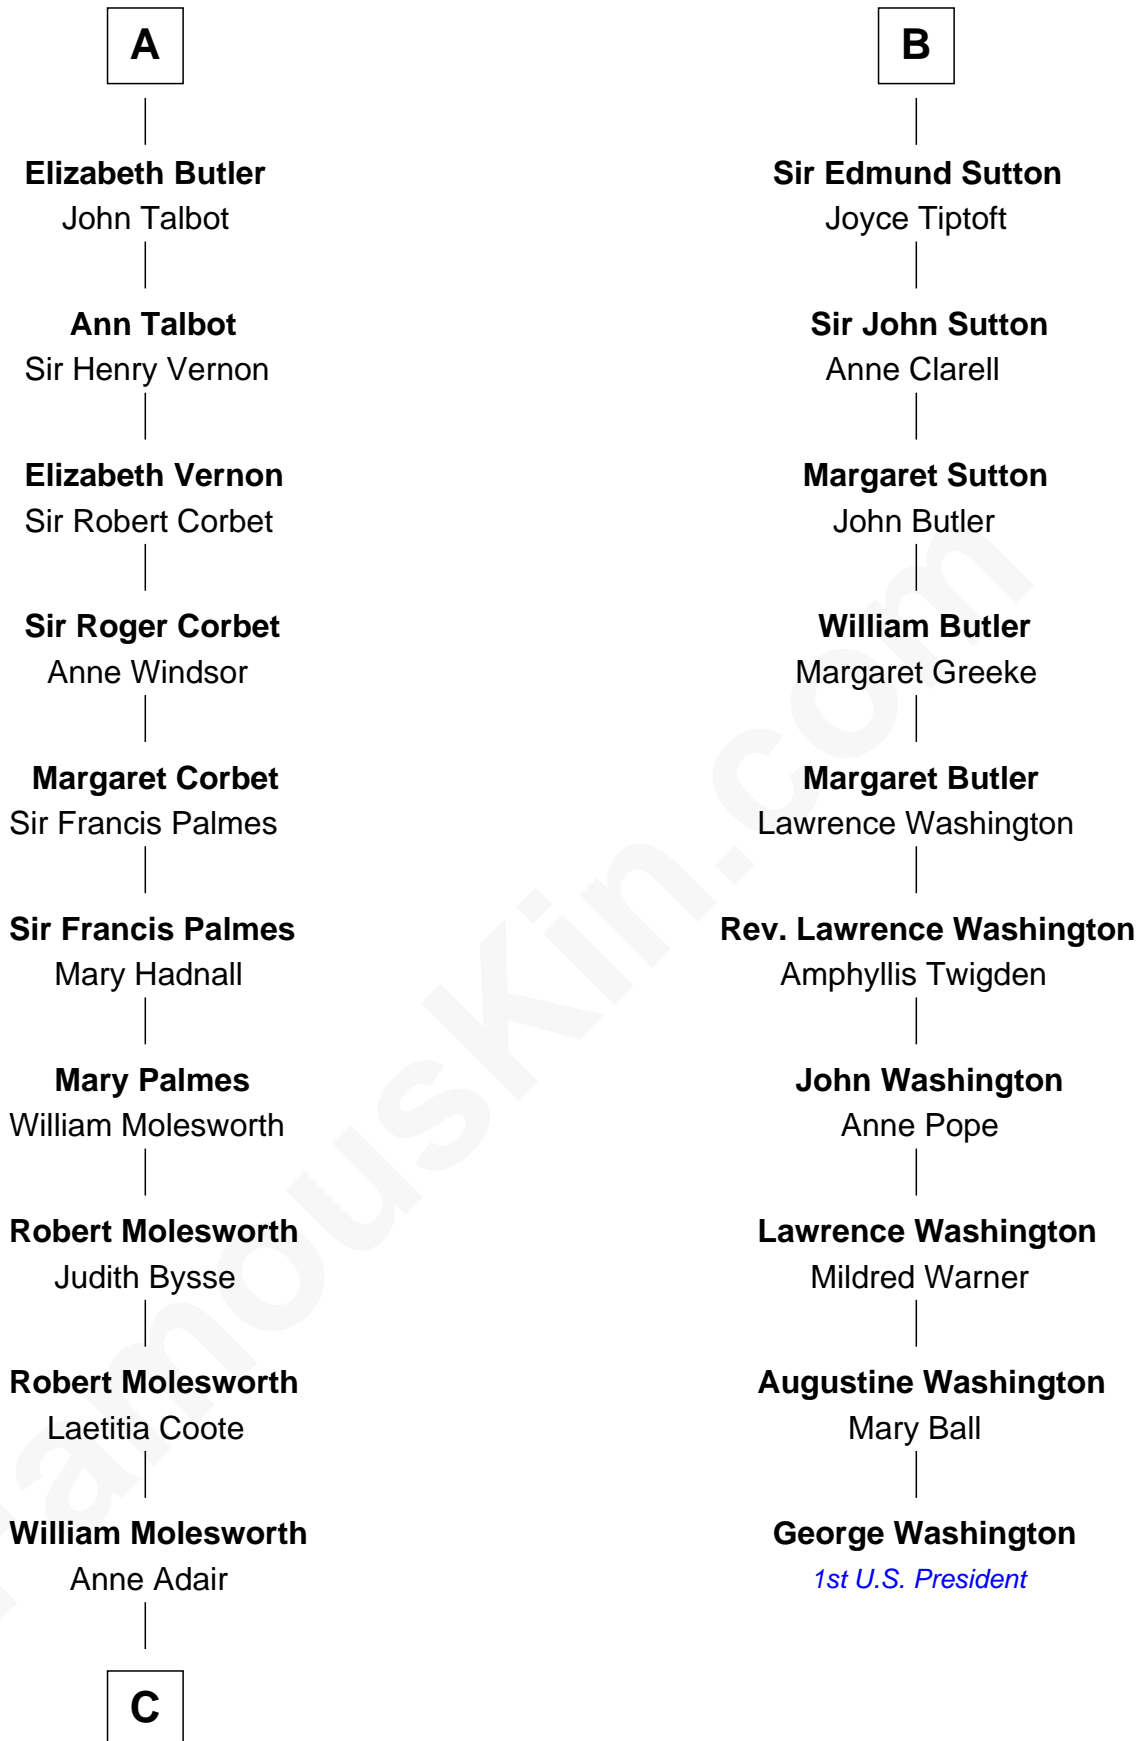 A
Elizabeth Butler
John Talbot
Ann Talbot
Sir Henry Vernon
Elizabeth Vernon
Sir Robert Corbet
Sir Roger Corbet
Anne Windsor
Margaret Corbet
Sir Francis Palmes
Sir Francis Palmes
Mary Hadnall
Mary Palmes
William Molesworth
Robert Molesworth
Judith Bysse
Robert Molesworth
Laetitia Coote
William Molesworth
Anne Adair
C
B
Sir Edmund Sutton
Joyce Tiptoft
Sir John Sutton
Anne Clarell
Margaret Sutton
John Butler
William Butler
Margaret Greeke
Margaret Butler
Lawrence Washington
Rev. Lawrence Washington
Amphyllis Twigden
John Washington
Anne Pope
Lawrence Washington
Mildred Warner
Augustine Washington
Mary Ball
George Washington
1st U.S. President
FamousKin.com